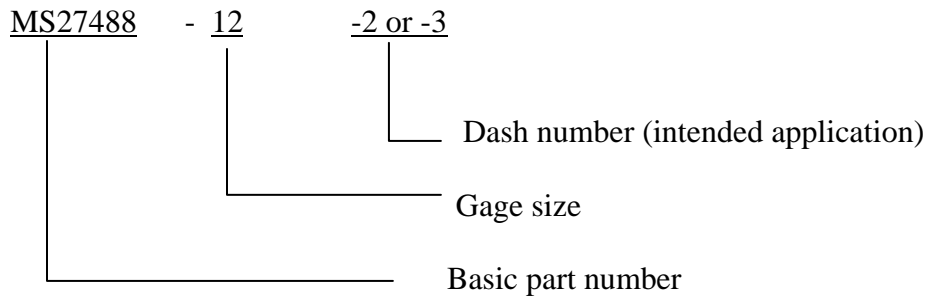 MS27488 - 12 -2 or -3
Dash number (intended application)
Gage size
Basic part number